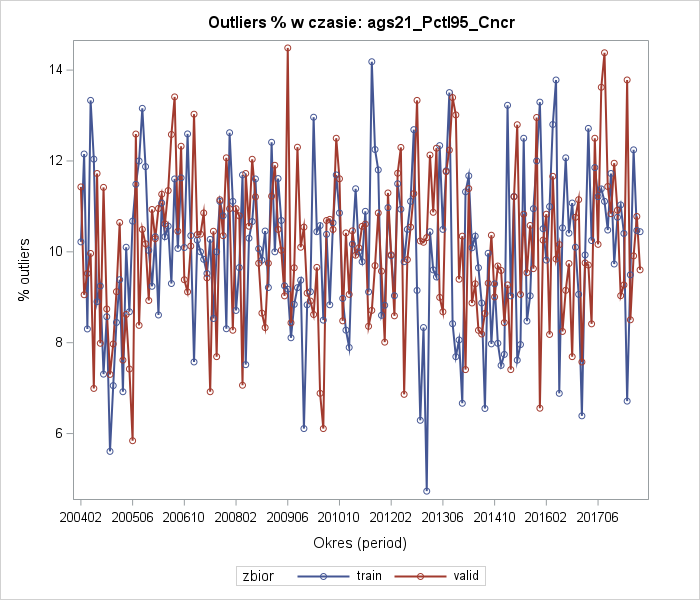 Outliers % w czasie: ags21_Pctl95_Cncr
% outliers
14
12
10
8
6
200402 200506 200610 200802 200906 201010 201202 201306 201410 201602 201706
Okres (period)
zbior train valid